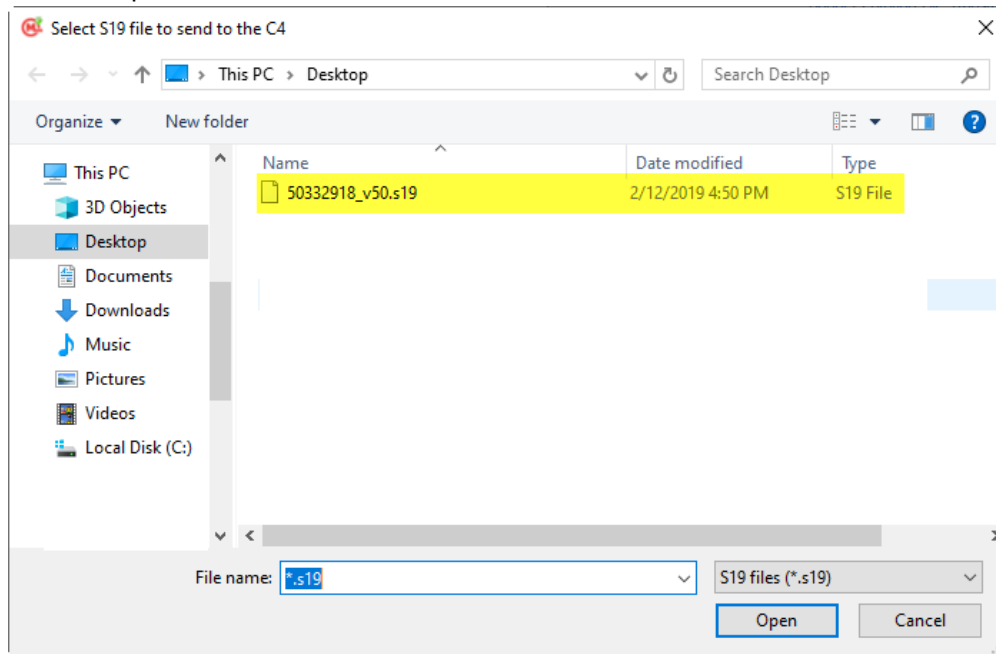 Select S19 file to send to the C4
This PC > Desktop
Search Desktop
Organize
New folder
Name Date modified Type
50332918_v50.s19 2/12/2019 4:50 PM S19 File
This PC
3D Objects
Desktop
Documents
Downloads
Music
Pictures
Videos
Local Disk (C:)
File name: *.s19 S19 files (*.s19)
Open Cancel